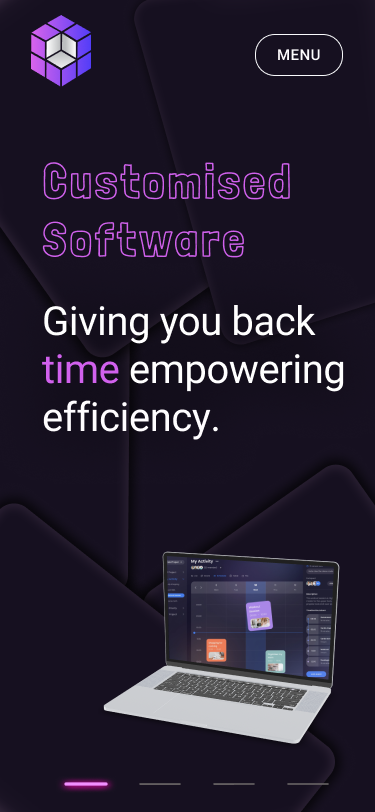 MENU
Customised
Software
Giving you back
time empowering
efficiency.
My Activity